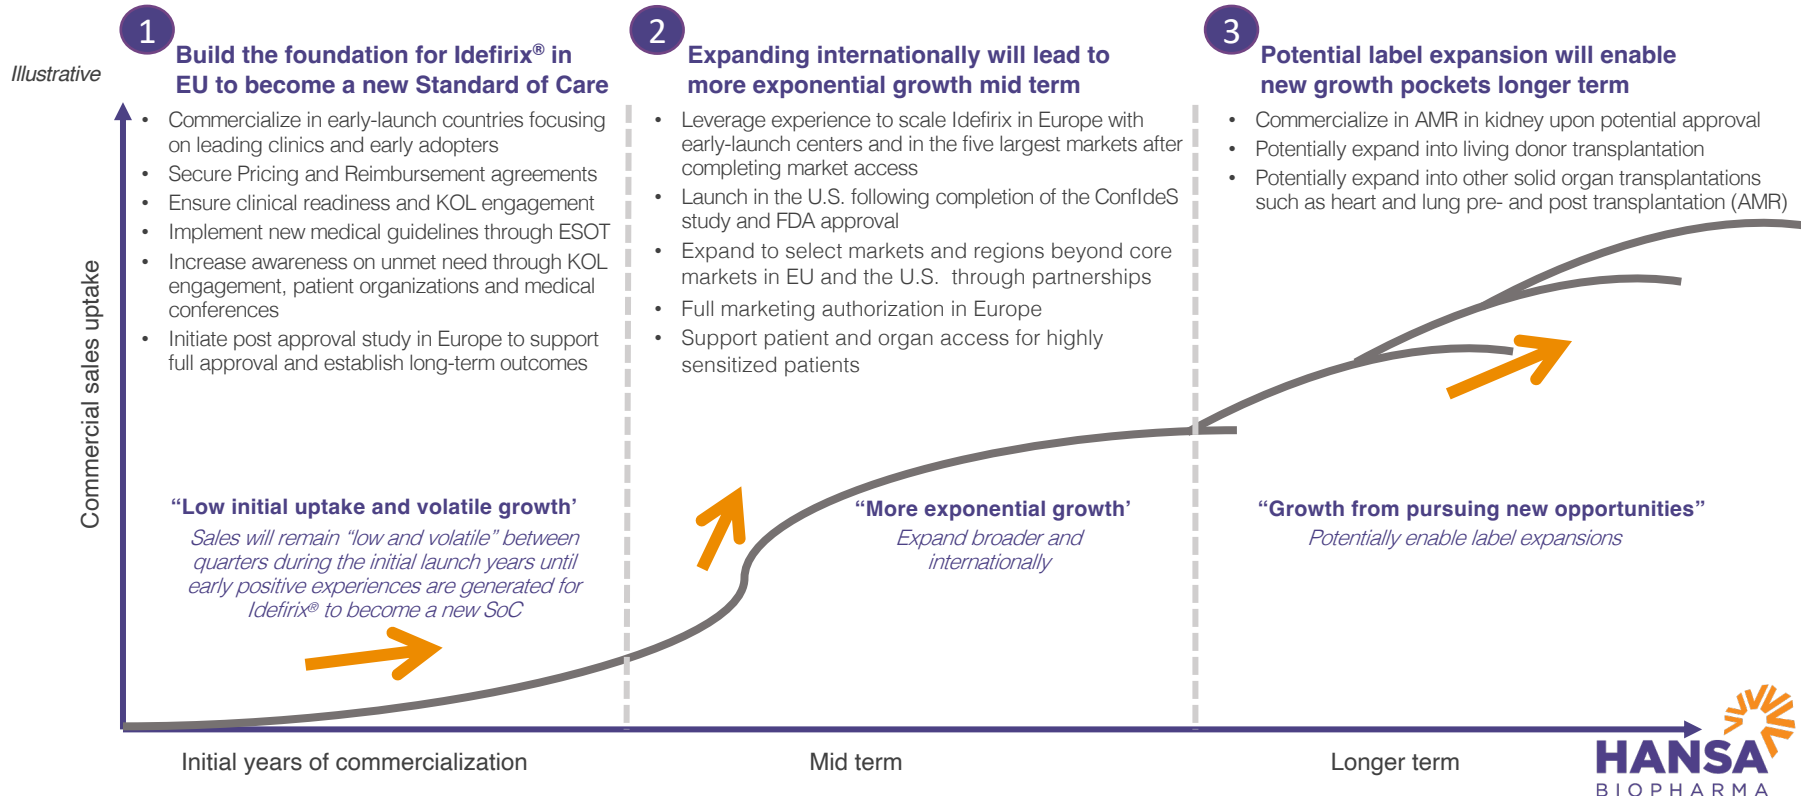 Illustrative
1
Build the foundation for Idefirix® in
EU to become a new Standard of Care
• Commercialize in early-launch countries focusing
on leading clinics and early adopters
• Secure Pricing and Reimbursement agreements
• Ensure clinical readiness and KOL engagement
• Implement new medical guidelines through ESOT
• Increase awareness on unmet need through KOL
engagement, patient organizations and medical
conferences
• Initiate post approval study in Europe to support
full approval and establish long-term outcomes
“Low initial uptake and volatile growth’
Sales will remain “low and volatile” between
quarters during the initial launch years until
early positive experiences are generated for
Idefirix® to become a new SoC
2
Expanding internationally will lead to
more exponential growth mid term
• Leverage experience to scale Idefirix in Europe with
early-launch centers and in the five largest markets after
completing market access
• Launch in the U.S. following completion of the ConfIdeS
study and FDA approval
• Expand to select markets and regions beyond core
markets in EU and the U.S. through partnerships
• Full marketing authorization in Europe
• Support patient and organ access for highly
sensitized patients
“More exponential growth’
Expand broader and
internationally
3
Potential label expansion will enable
new growth pockets longer term
• Commercialize in AMR in kidney upon potential approval
• Potentially expand into living donor transplantation
• Potentially expand into other solid organ transplantations
such as heart and lung pre- and post transplantation (AMR)
“Growth from pursuing new opportunities”
Potentially enable label expansions
Commercial sales uptake
Initial years of commercialization
Mid term
Longer term
HANSA
BIOPHARMA